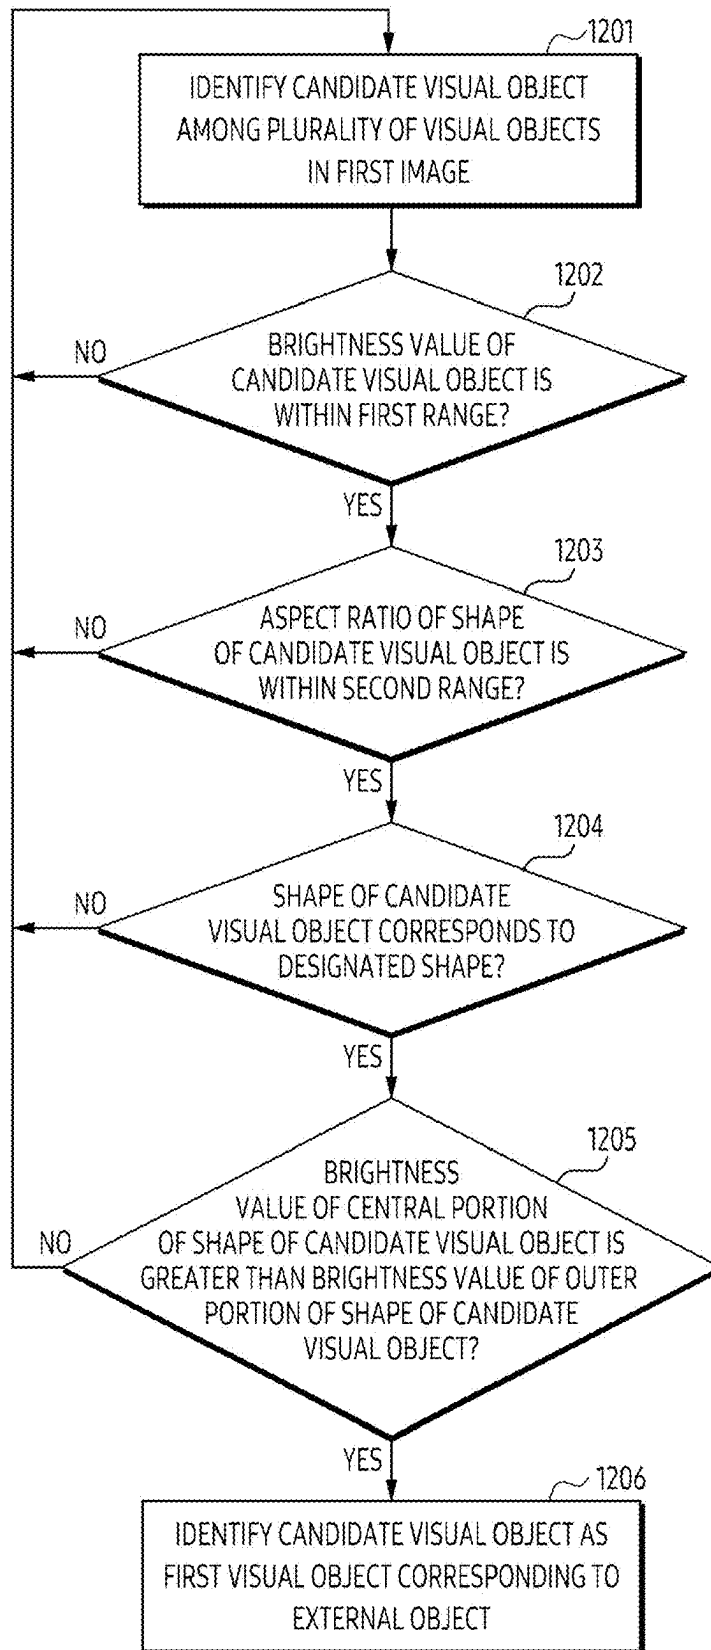 1201
IDENTIFY CANDIDATE VISUAL OBJECT
AMONG PLURALITY OF VISUAL OBJECTS
IN FIRST IMAGE
1202
NO
BRIGHTNESS VALUE OF
CANDIDATE VISUAL OBJECT IS
WITHIN FIRST RANGE?
YES
1203
NO
ASPECT RATIO OF SHAPE
OF CANDIDATE VISUAL OBJECT IS
WITHIN SECOND RANGE?
YES
1204
NO
SHAPE OF CANDIDATE
VISUAL OBJECT CORRESPONDS TO
DESIGNATED SHAPE?
YES
1205
NO
BRIGHTNESS
VALUE OF CENTRAL PORTION
OF SHAPE OF CANDIDATE VISUAL OBJECT IS
GREATER THAN BRIGHTNESS VALUE OF OUTER
PORTION OF SHAPE OF CANDIDATE
VISUAL OBJECT?
YES
1206
IDENTIFY CANDIDATE VISUAL OBJECT AS
FIRST VISUAL OBJECT CORRESPONDING TO
EXTERNAL OBJECT